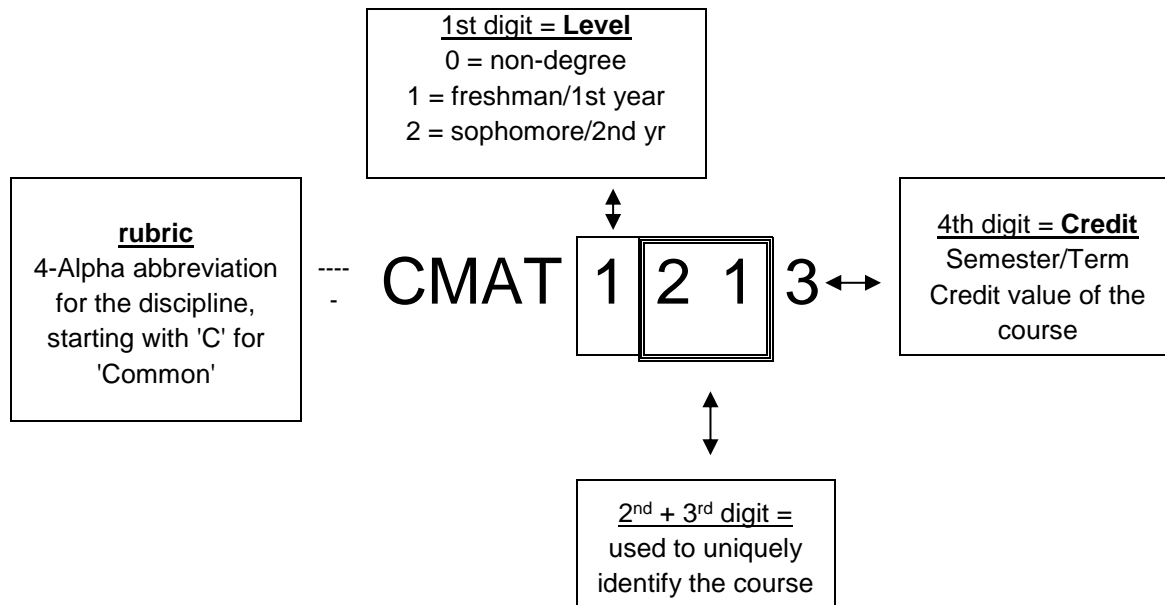 1st digit = Level
0 = non-degree
1 = freshman/1st year
2 = sophomore/2nd yr
rubric
4-Alpha abbreviation
for the discipline,
starting with 'C' for
'Common'
----
-
CMAT 1 2 1 3
4th digit = Credit
Semester/Term
Credit value of the
course
2nd + 3rd digit =
used to uniquely
identify the course